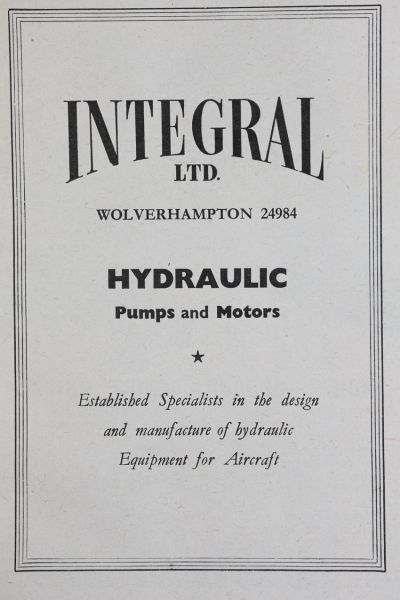 INTEGRAL
LTD.
WOLVERHAMPTON 24984
HYDRAULIC
Pumps and Motors
★
Established Specialists in the design
and manufacture of hydraulic
Equipment for Aircraft